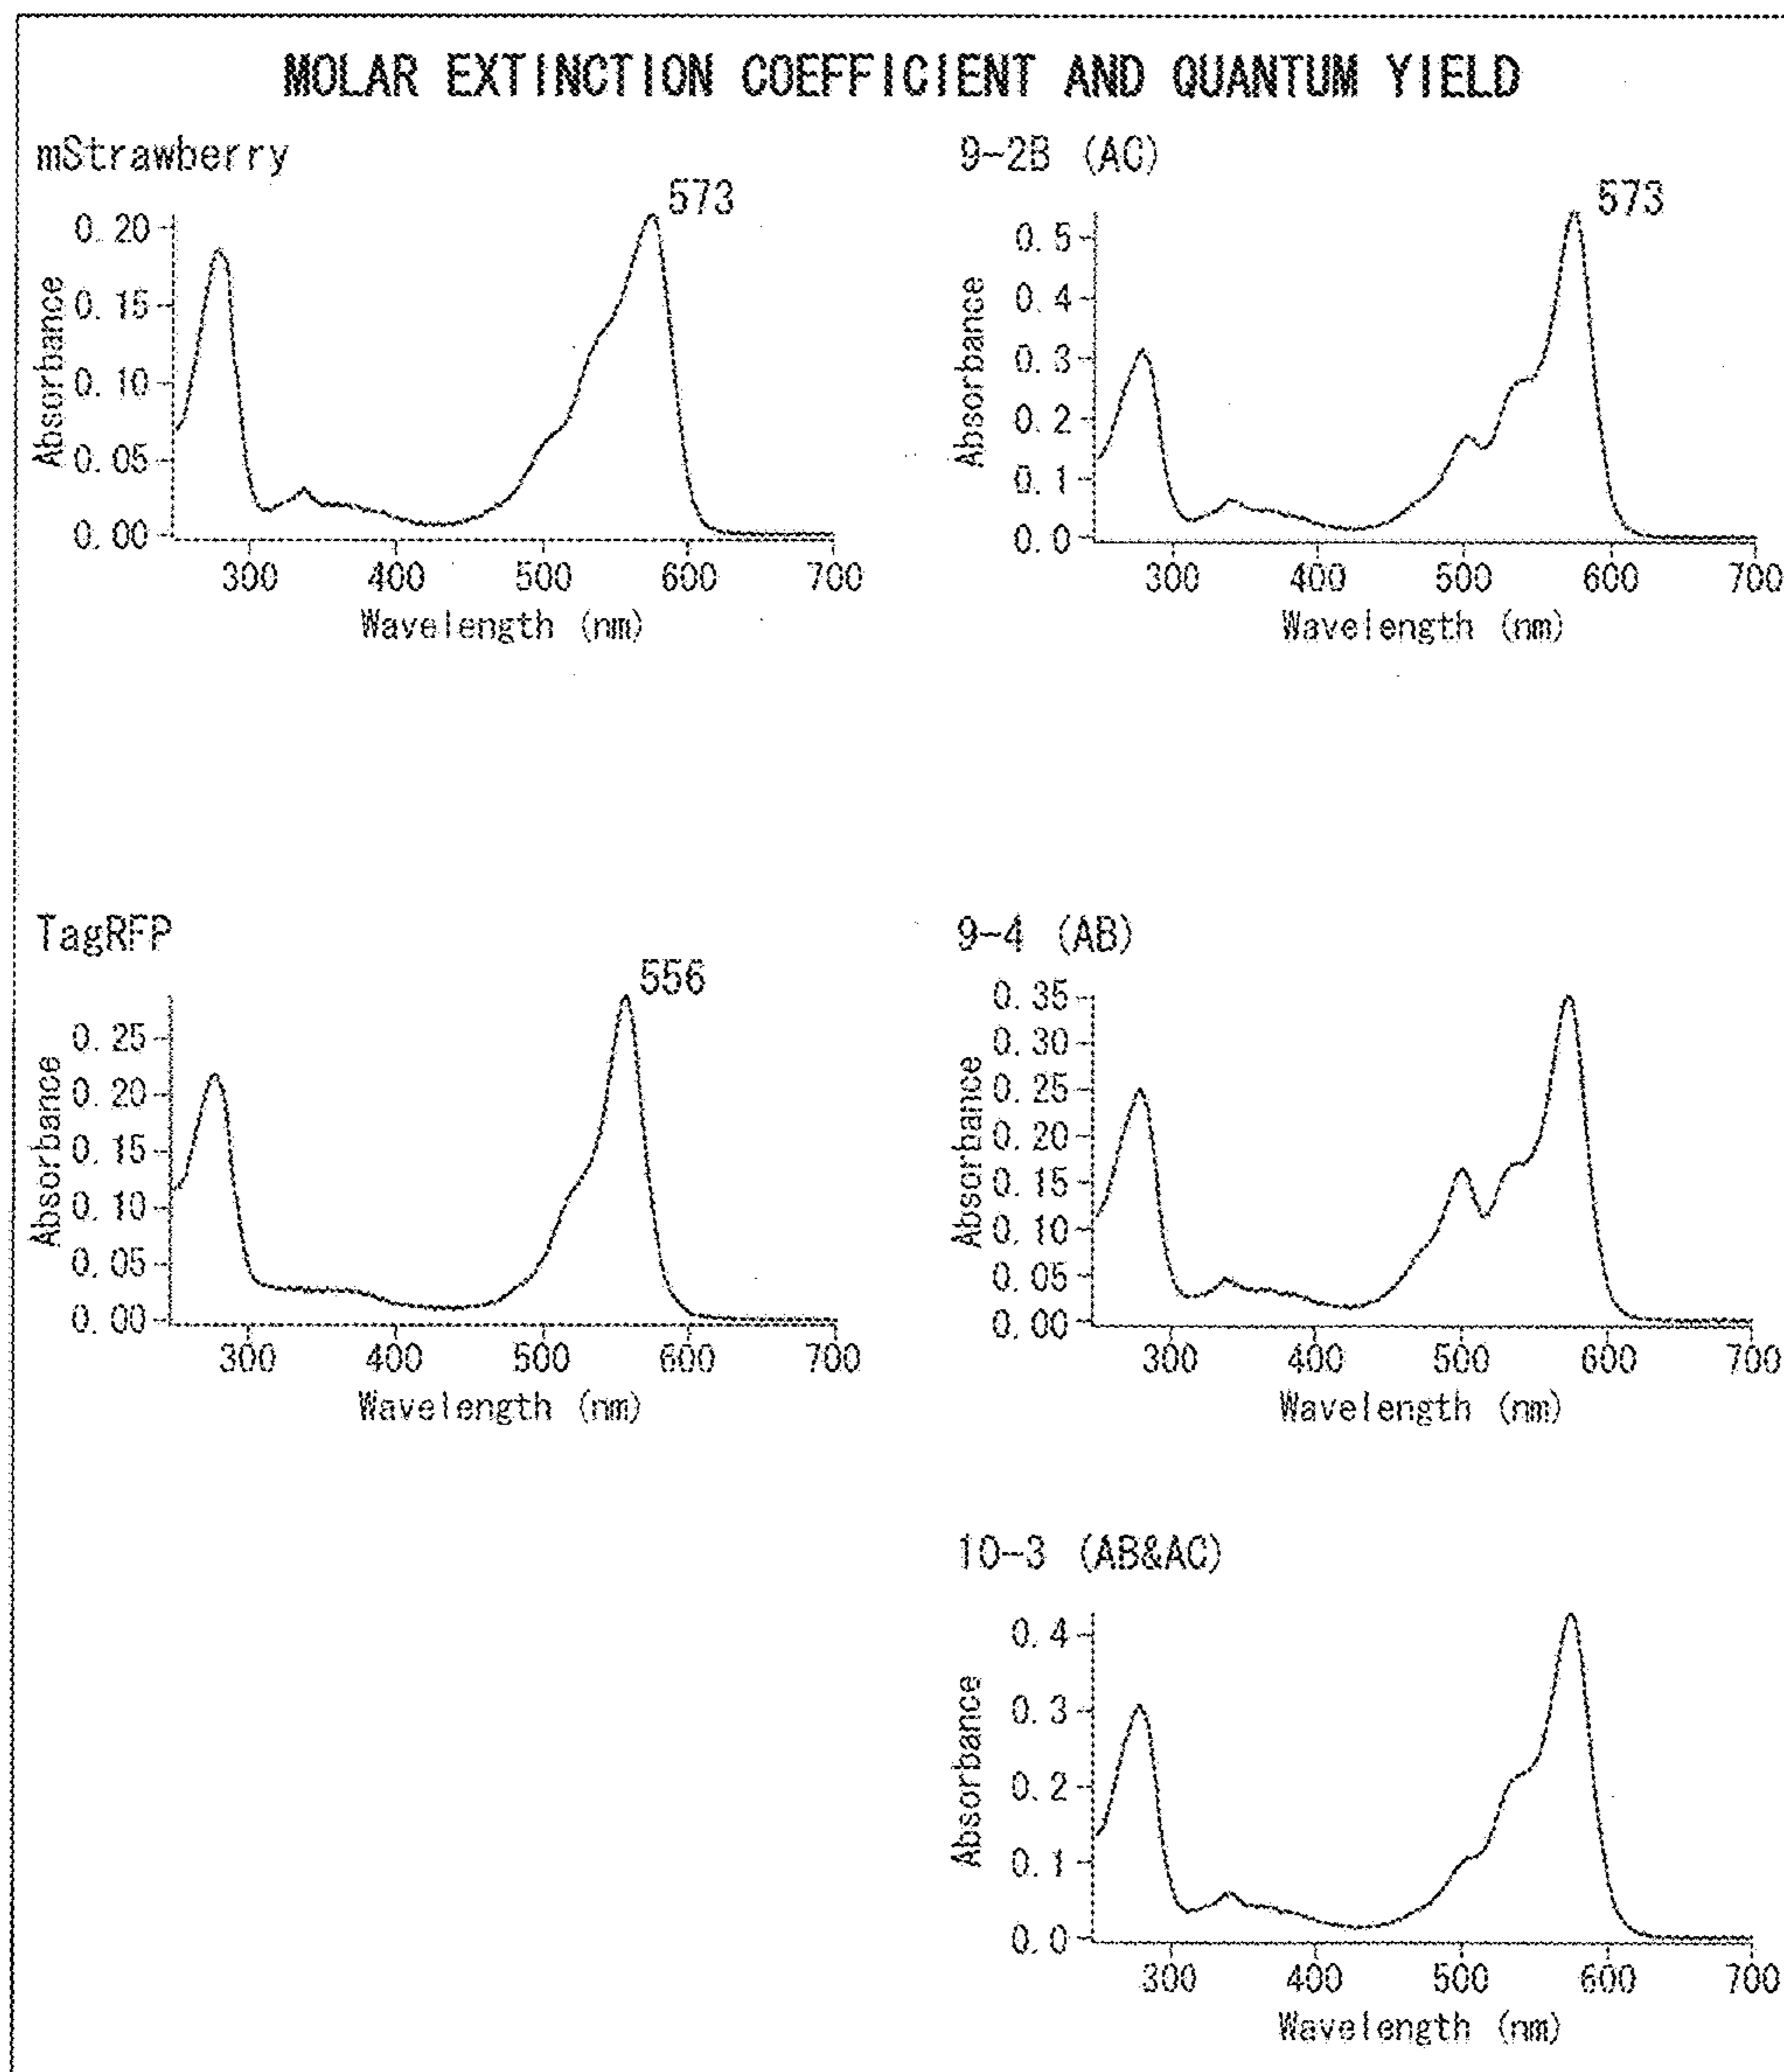 MOLAR EXTINCTION COEFFICIENT AND QUANTUM YIELD
mStrawberry
573
0.20
0.15
0.10
0.05
0.00
Absorbance
300 400 500 600 700
Wavelength (nm)
9-2B (AC)
573
0.5
0.4
0.3
0.2
0.1
0.0
Absorbance
300 400 500 600 700
Wavelength (nm)
TagRFP
556
0.25
0.20
0.15
0.10
0.05
0.00
Absorbance
300 400 500 600 700
Wavelength (nm)
9-4 (AB)
0.35
0.30
0.25
0.20
0.15
0.10
0.05
0.00
Absorbance
300 400 500 600 700
Wavelength (nm)
10-3 (AB&AC)
0.4
0.3
0.2
0.1
0.0
Absorbance
300 400 500 600 700
Wavelength (nm)